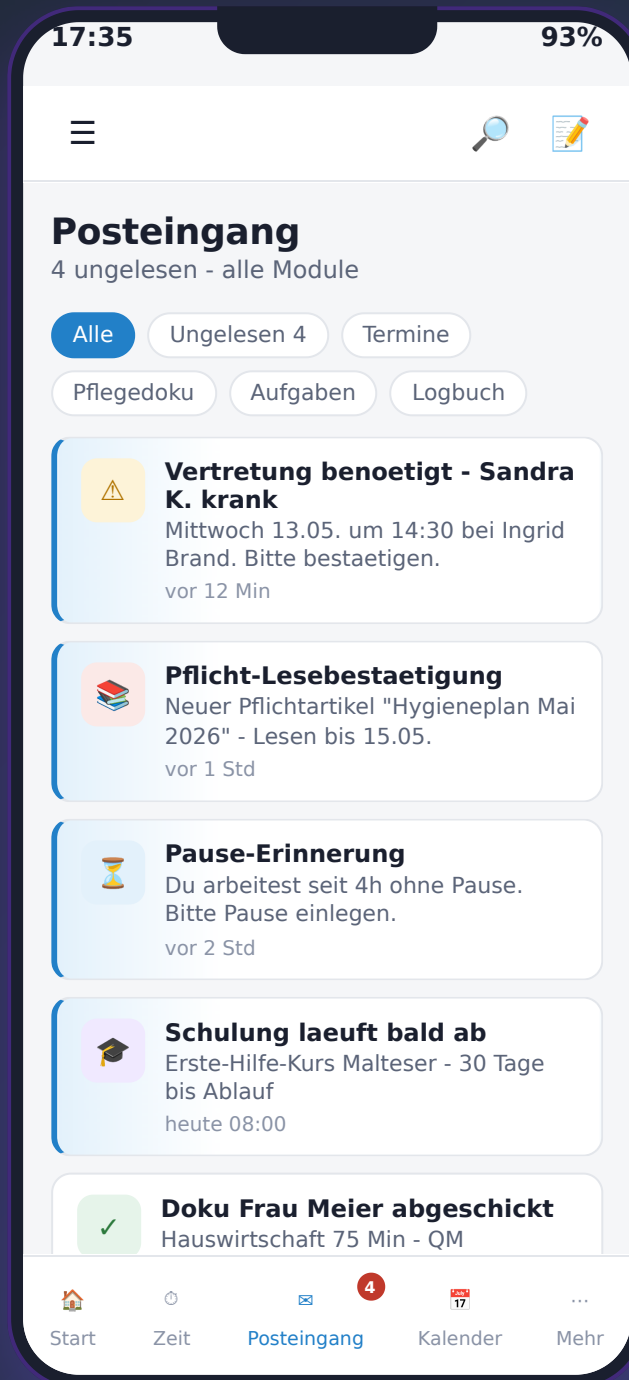 17:35 93%
Posteingang
4 ungelesen - alle Module
Alle Ungelesen 4 Termine
Pflegedoku Aufgaben Logbuch
Vertretung benoetigt - Sandra
K. krank
Mittwoch 13.05. um 14:30 bei Ingrid
Brand. Bitte bestaetigen.
vor 12 Min
Pflicht-Lesebestaetigung
Neuer Pflichtartikel "Hygieneplan Mai
2026" - Lesen bis 15.05.
vor 1 Std
Pause-Erinnerung
Du arbeitest seit 4h ohne Pause.
Bitte Pause einlegen.
vor 2 Std
Schulung laeuft bald ab
Erste-Hilfe-Kurs Malteser - 30 Tage
bis Ablauf
heute 08:00
Doku Frau Meier abgeschickt
Hauswirtschaft 75 Min - QM
4
Start Zeit Posteingang Kalender Mehr